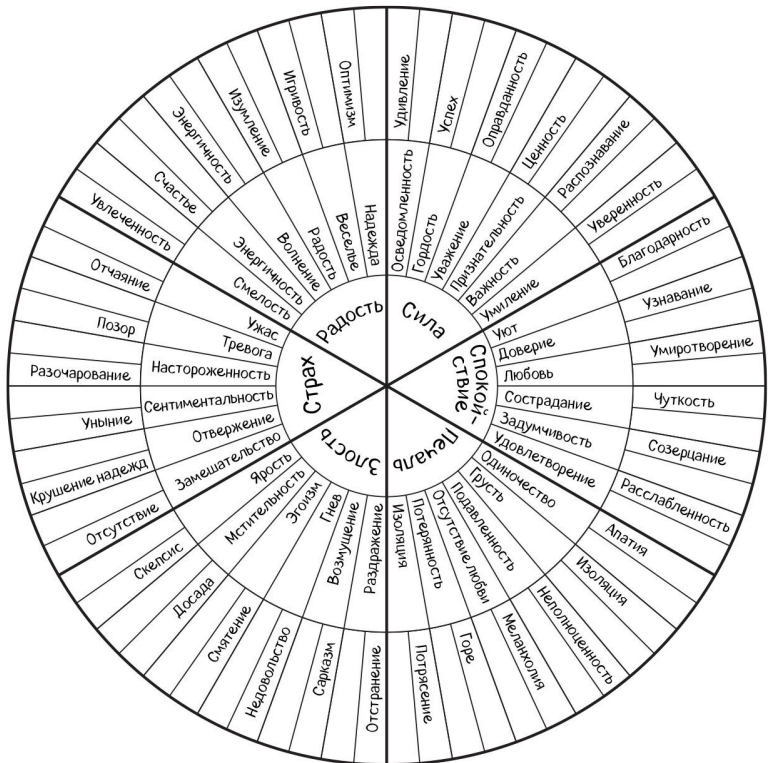 Радость
Сила
Спокой-
ствие
Печаль
Злость
Страх
Смелость
Энергичность
Волнение
Радость
Веселье
Надежда
Осведомленность
Гордость
Уважение
Признательность
Важность
Умиление
Уют
Доверие
Любовь
Сострадание
Задумчивость
Удовлетворение
Одиночество
Грусть
Подавленность
Отсутствие любви
Потерянность
Изоляция
Раздражение
Возмущение
Гнев
Эгоизм
Мстительность
Ярость
Замешательство
Отвержение
Сентиментальность
Настороженность
Тревога
Ужас
Увлеченность
Счастье
Энергичность
Изумление
Игривость
Оптимизм
Удивление
Успех
Оправданность
Ценность
Распознавание
Уверенность
Благодарность
Узнавание
Умиротворение
Чуткость
Созерцание
Расслабленность
Апатия
Изоляция
Неполноценность
Меланхолия
Горе
Потрясение
Отстранение
Сарказм
Недовольство
Смятение
Досада
Скепсис
Отсутствие
Крушение надежд
Уныние
Разочарование
Позор
Отчаяние